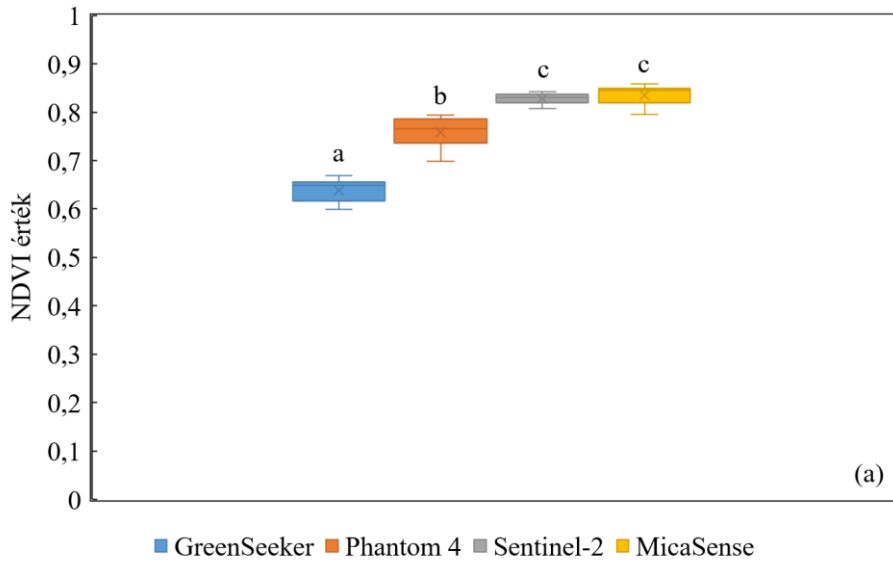 NDVI érték
1
0,9
0,8
0,7
0,6
0,5
0,4
0,3
0,2
0,1
0
a
b
c
c
(a)
GreenSeeker Phantom 4 Sentinel-2 MicaSense